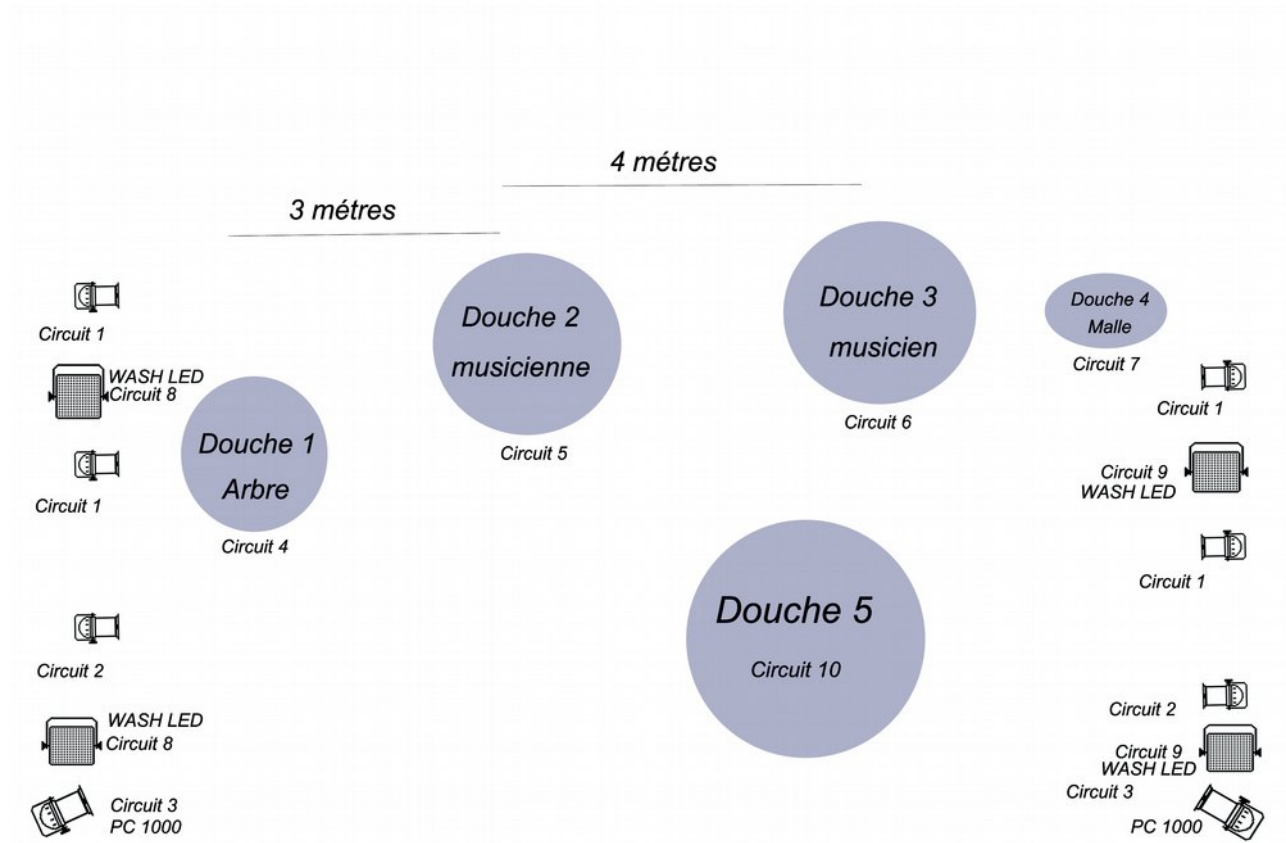 4 métres
3 métres
Circuit 1
WASH LED
Circuit 8
Circuit 1
Douche 1
Arbre
Circuit 4
Douche 2
musicienne
Circuit 5
Douche 3
musicien
Circuit 6
Douche 4
Malle
Circuit 7
Circuit 1
Circuit 9
WASH LED
Circuit 1
Circuit 2
WASH LED
Circuit 8
Circuit 3
PC 1000
Douche 5
Circuit 10
Circuit 2
Circuit 9
WASH LED
Circuit 3
PC 1000